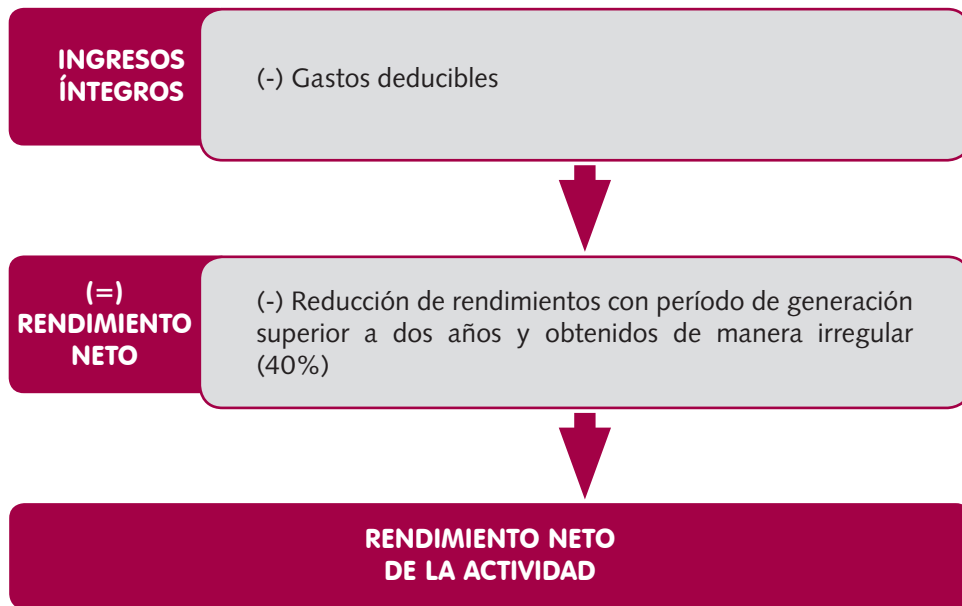 INGRESOS
ÍNTEGROS
(-) Gastos deducibles
(=)
RENDIMIENTO
NETO
(-) Reducción de rendimientos con período de generación
superior a dos años y obtenidos de manera irregular
(40%)
RENDIMIENTO NETO
DE LA ACTIVIDAD